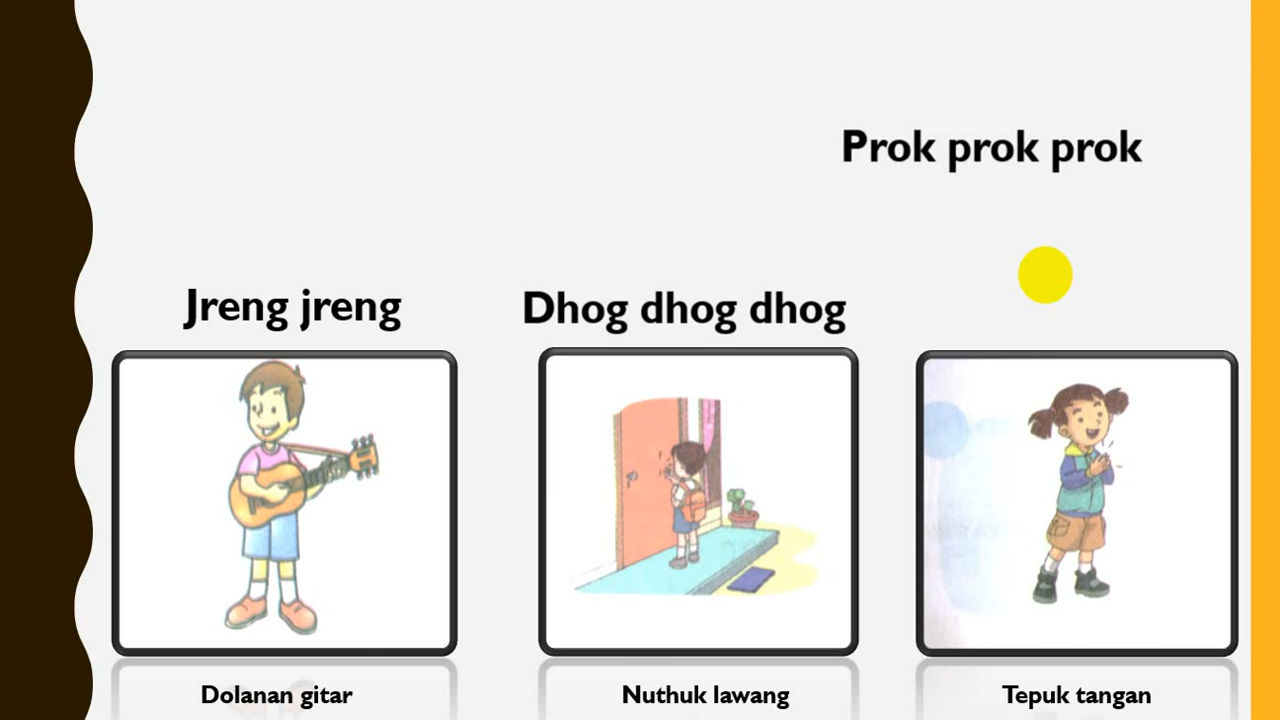 Prok prok prok
Jreng jreng
Dhog dhog dhog
Dolanan gitar
Nuthuk lawang
Tepuk tangan